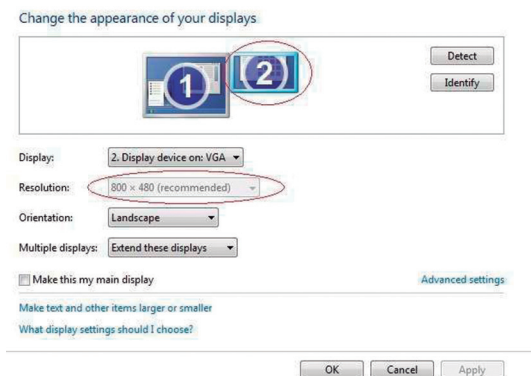 Change the appearance of your displays
1
2
Detect
Identify
Display: 2. Display device on: VGA
Resolution: 800 × 480 (recommended)
Orientation: Landscape
Multiple displays: Extend these displays
Make this my main display Advanced settings
Make text and other items larger or smaller
What display settings should I choose?
OK Cancel Apply